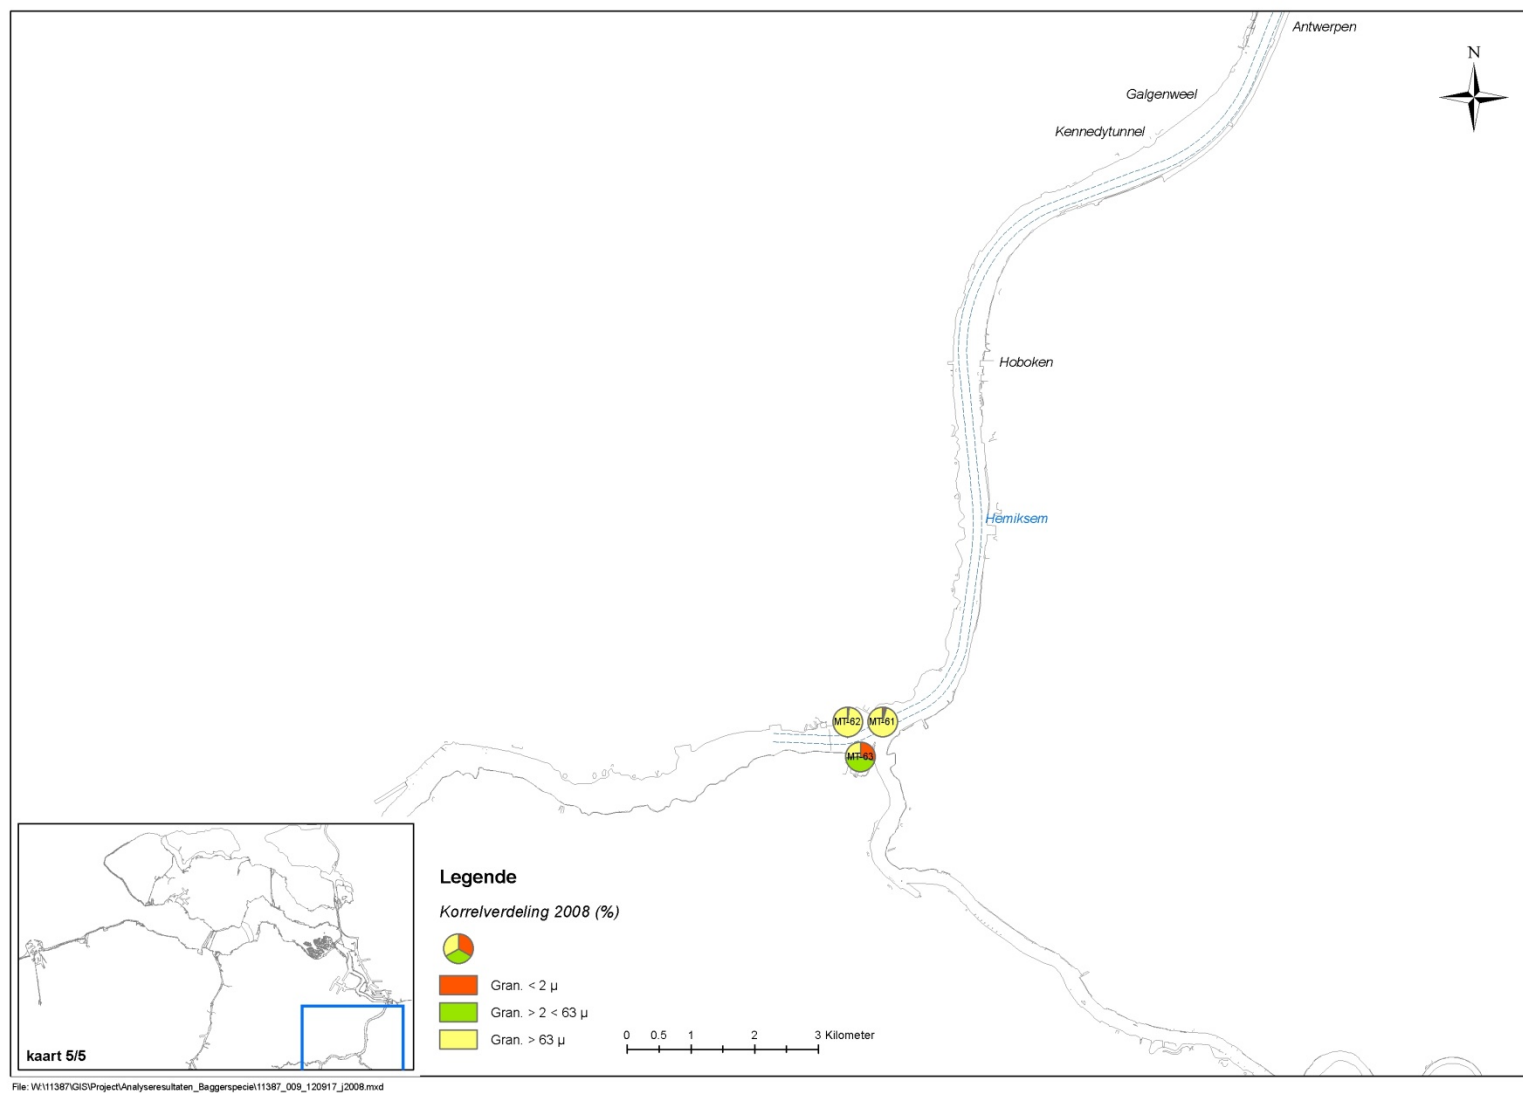 Antwerpen
N
Galgenweel
Kennedytunnel
Hoboken
Hemiksem
MT-62
MT-61
MT-63
Legende
Korrelverdeling 2008 (%)
Gran. < 2 µ
Gran. > 2 < 63 µ
Gran. > 63 µ
0 0.5 1 2 3 Kilometer
kaart 5/5
File: W:\11387\GIS\Project\Analyseresultaten_Baggerspecie\11387_009_120917_j2008.mxd